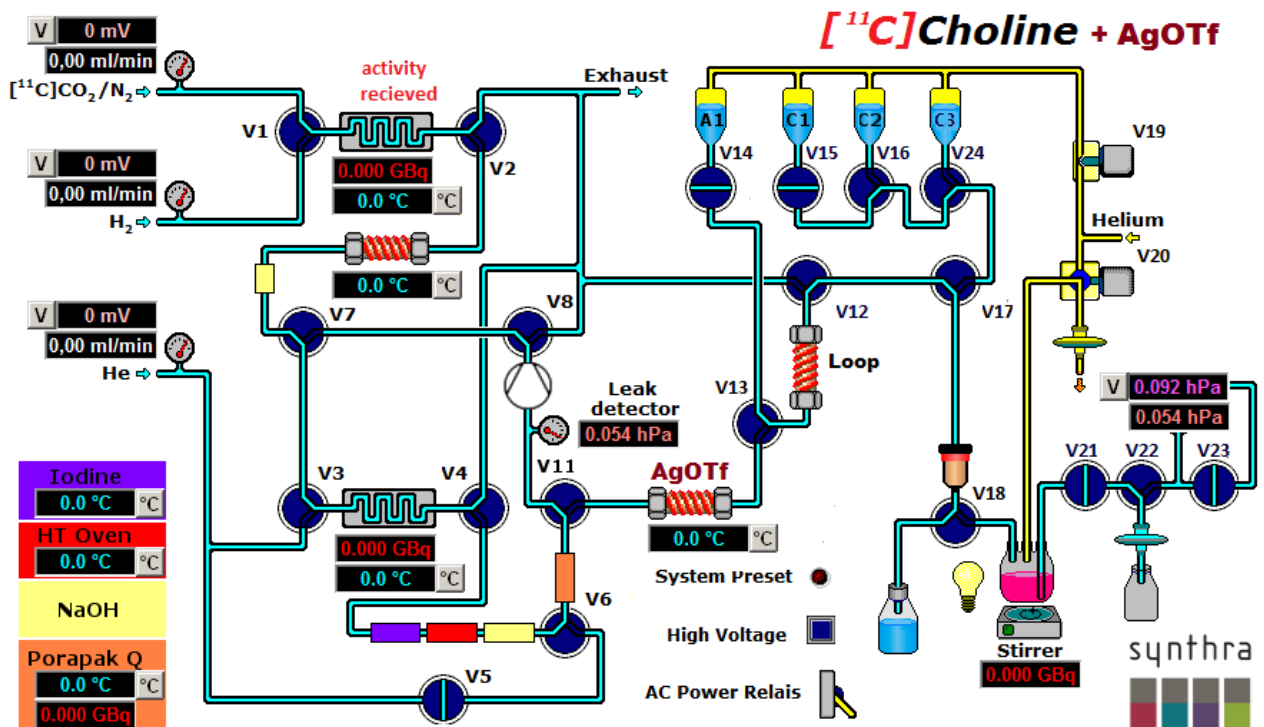 [¹¹C]Choline + AgOTf
V 0 mV
0,00 ml/min
[¹¹C]CO₂/N₂
activity
recieved
Exhaust
V1
V2
0.000 GBq
0.0 °C °C
V 0 mV
0,00 ml/min
H₂
0.0 °C °C
A1 C1 C2 C3
V14 V15 V16 V24
V19
Helium
V20
V 0 mV
0,00 ml/min
He
V7
V8
V12
V17
Loop
V13
Leak
detector
0.054 hPa
V 0.092 hPa
0.054 hPa
V21 V22 V23
Iodine
0.0 °C °C
HT Oven
0.0 °C °C
NaOH
Porapak Q
0.0 °C °C
0.000 GBq
V3
V4
V11
AgOTf
0.0 °C °C
V18
0.000 GBq
0.0 °C °C
V6
V5
System Preset
High Voltage
AC Power Relais
Stirrer
0.000 GBq
synthra